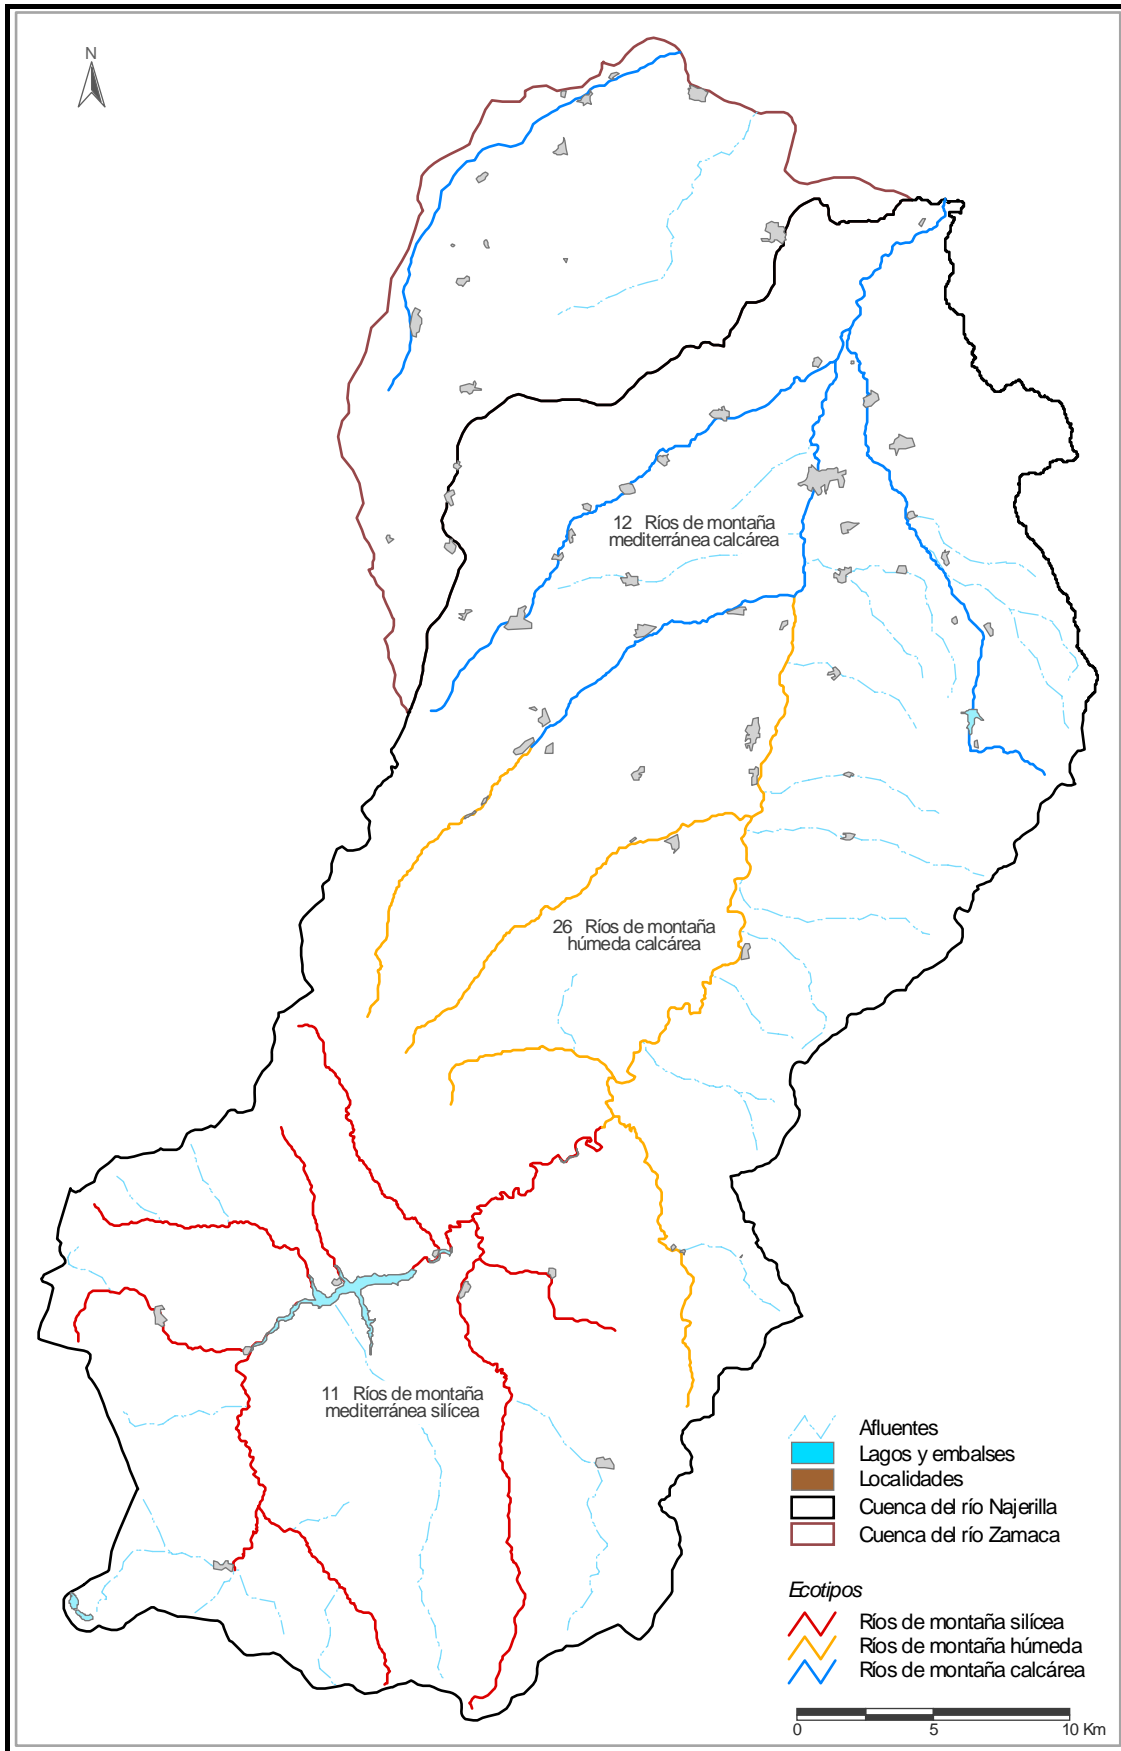 N
12 Ríos de montaña
mediterránea calcárea
26 Ríos de montaña
húmeda calcárea
11 Ríos de montaña
mediterránea silícea
Afluentes
Lagos y embalses
Localidades
Cuenca del río Najerilla
Cuenca del río Zamaca
Ecotipos
Ríos de montaña silícea
Ríos de montaña húmeda
Ríos de montaña calcárea
0 5 10 Km